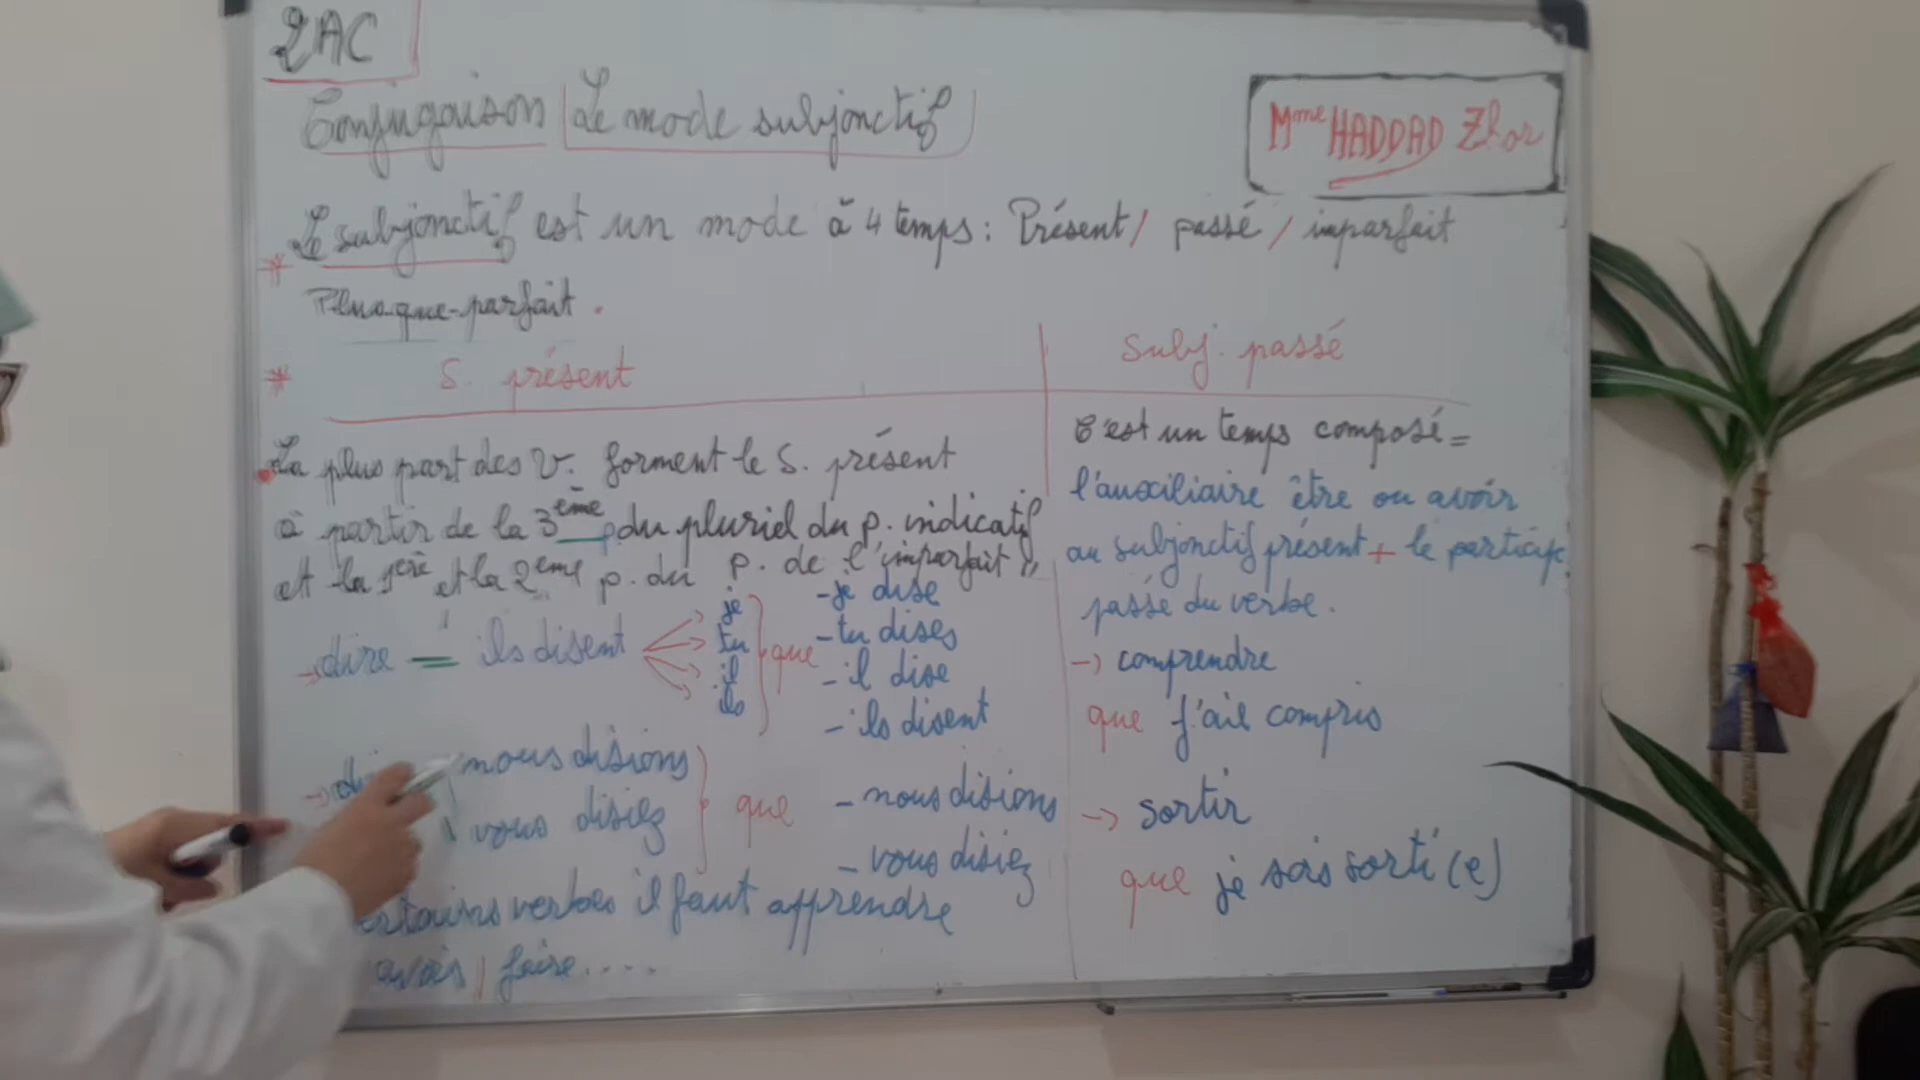 2AC
Conjugaison Le mode subjonctif
Mme HADDAD Zhor
* Le subjonctif est un mode à 4 temps : Présent / passé / imparfait
Plus-que-parfait.
* S. présent
La plus part des v. forment le S. présent
à partir de la 3ème p du pluriel du p. indicatif
et la 1ère et la 2ème p. du p. de l'imparfait
→ dire = ils disent
je
tu
il
ils
que
- je dise
- tu dises
- il dise
- ils disent
nous disions
vous disiez
que
- nous disions
- vous disiez
verbes il faut apprendre
faire....
Subj. passé
C'est un temps composé =
l'auxiliaire être ou avoir
au subjonctif présent + le particip
passé du verbe.
→ comprendre
que j'aie compris
→ sortir
que je sois sorti (e)